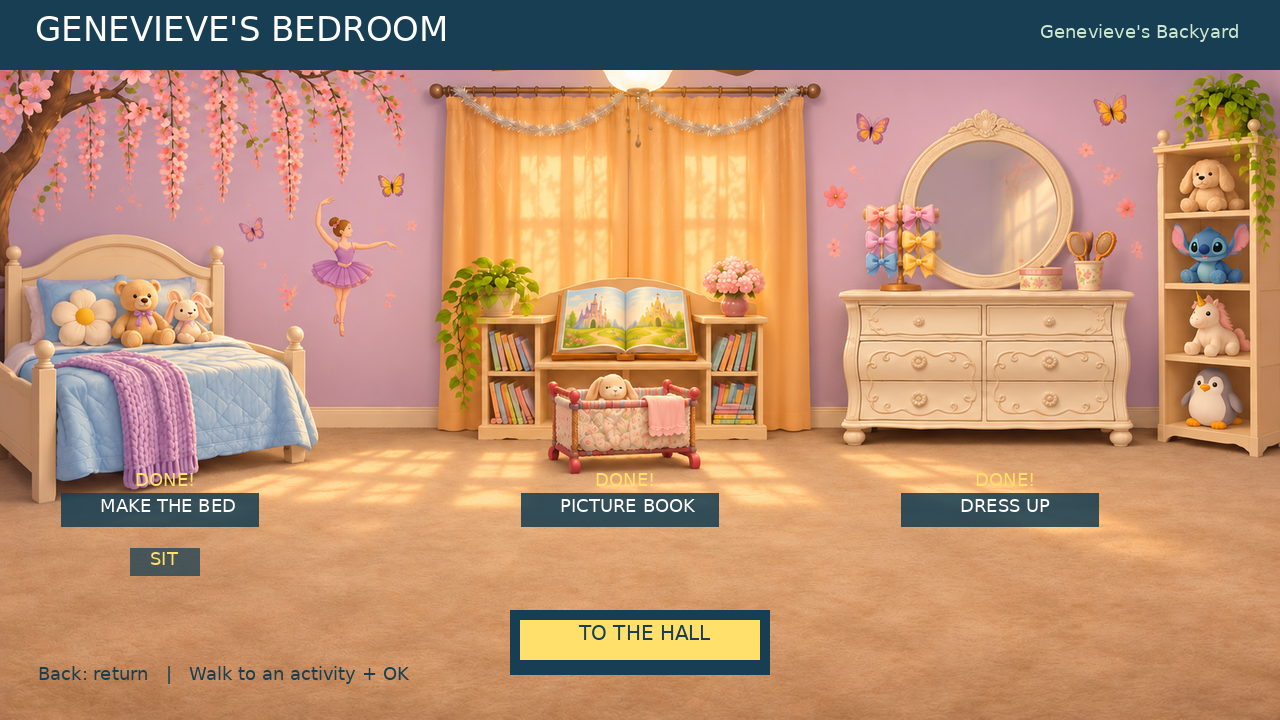 GENEVIEVE'S BEDROOM
Genevieve's Backyard
DONE!
MAKE THE BED
DONE!
PICTURE BOOK
DONE!
DRESS UP
SIT
TO THE HALL
Back: return | Walk to an activity + OK